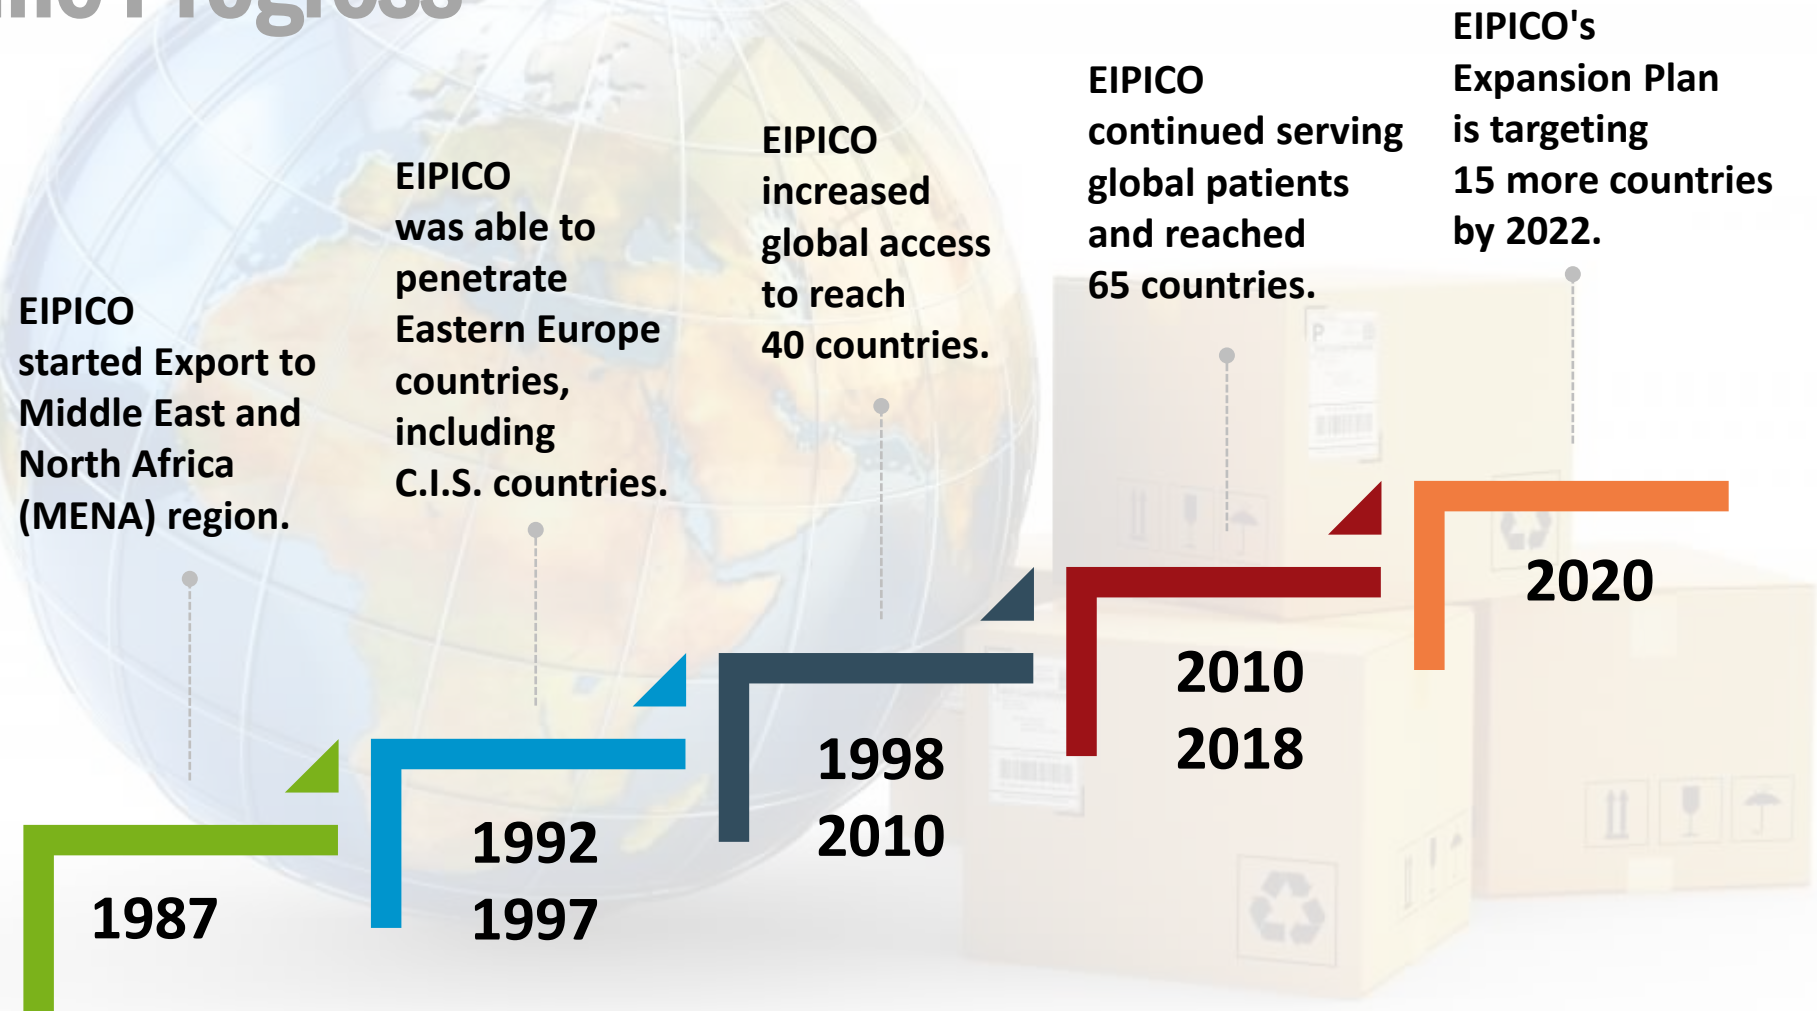 Progress
EIPICO
started Export to
Middle East and
North Africa
(MENA) region.
1987
EIPICO
was able to
penetrate
Eastern Europe
countries,
including
C.I.S. countries.
1992
1997
EIPICO
increased
global access
to reach
40 countries.
1998
2010
EIPICO
continued serving
global patients
and reached
65 countries.
2010
2018
EIPICO's
Expansion Plan
is targeting
15 more countries
by 2022.
2020